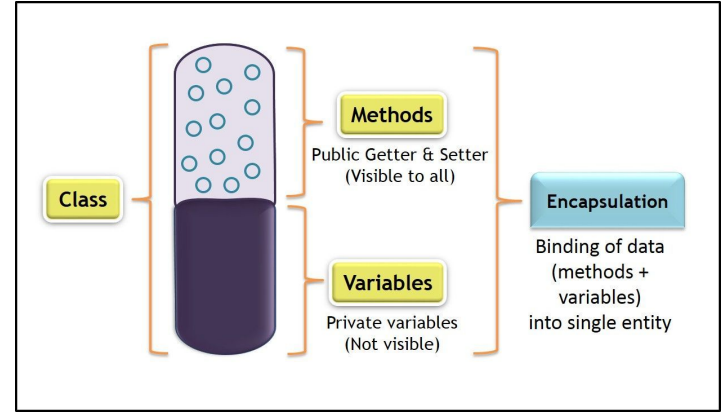 Class
Methods
Public Getter & Setter
(Visible to all)
Variables
Private variables
(Not visible)
Encapsulation
Binding of data
(methods +
variables)
into single entity